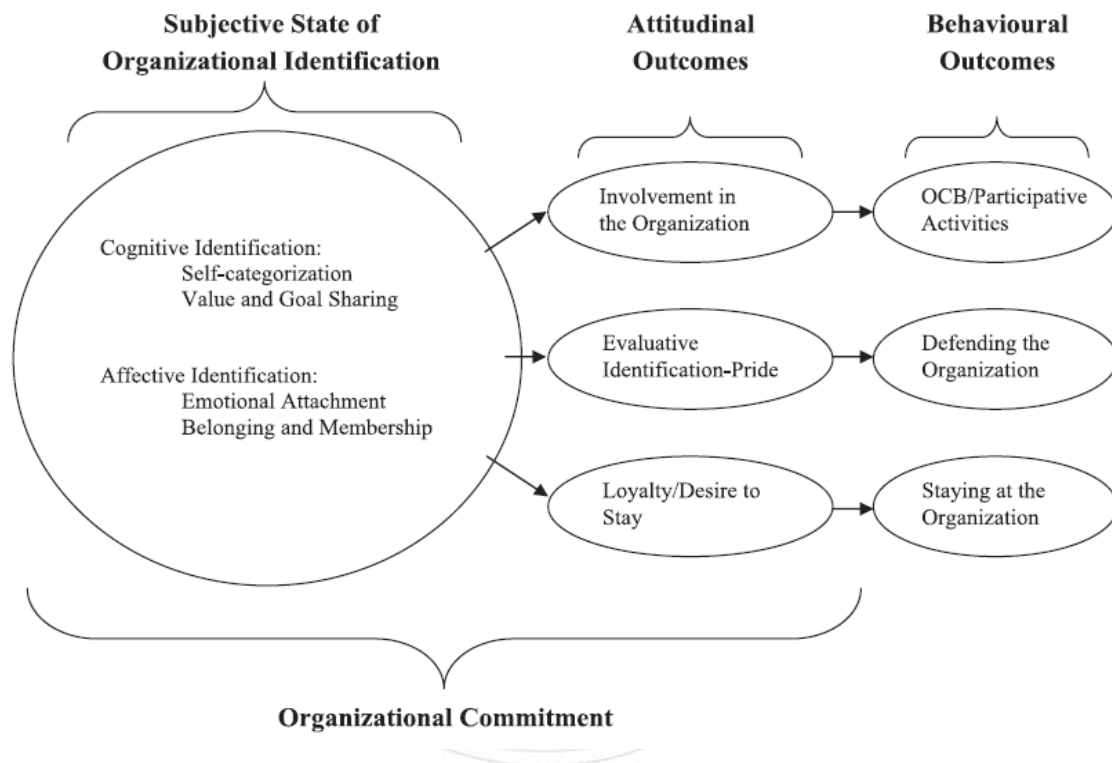 Subjective State of
Organizational Identification
Attitudinal
Outcomes
Behavioural
Outcomes
Cognitive Identification:
Self-categorization
Value and Goal Sharing
Affective Identification:
Emotional Attachment
Belonging and Membership
Involvement in
the Organization
OCB/Participative
Activities
Evaluative
Identification-Pride
Defending the
Organization
Loyalty/Desire to
Stay
Staying at the
Organization
Organizational Commitment